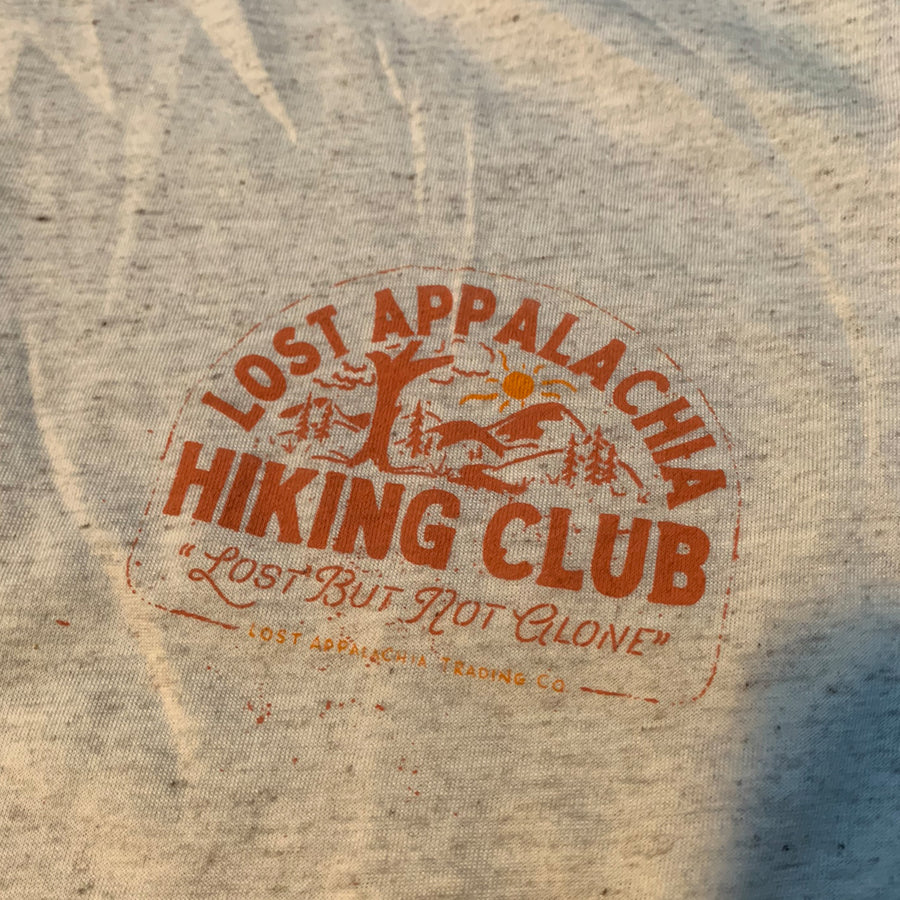 LOST APPALACHIA
HIKING CLUB
"LOST BUT NOT ALONE"
LOST APPALACHIA TRADING CO